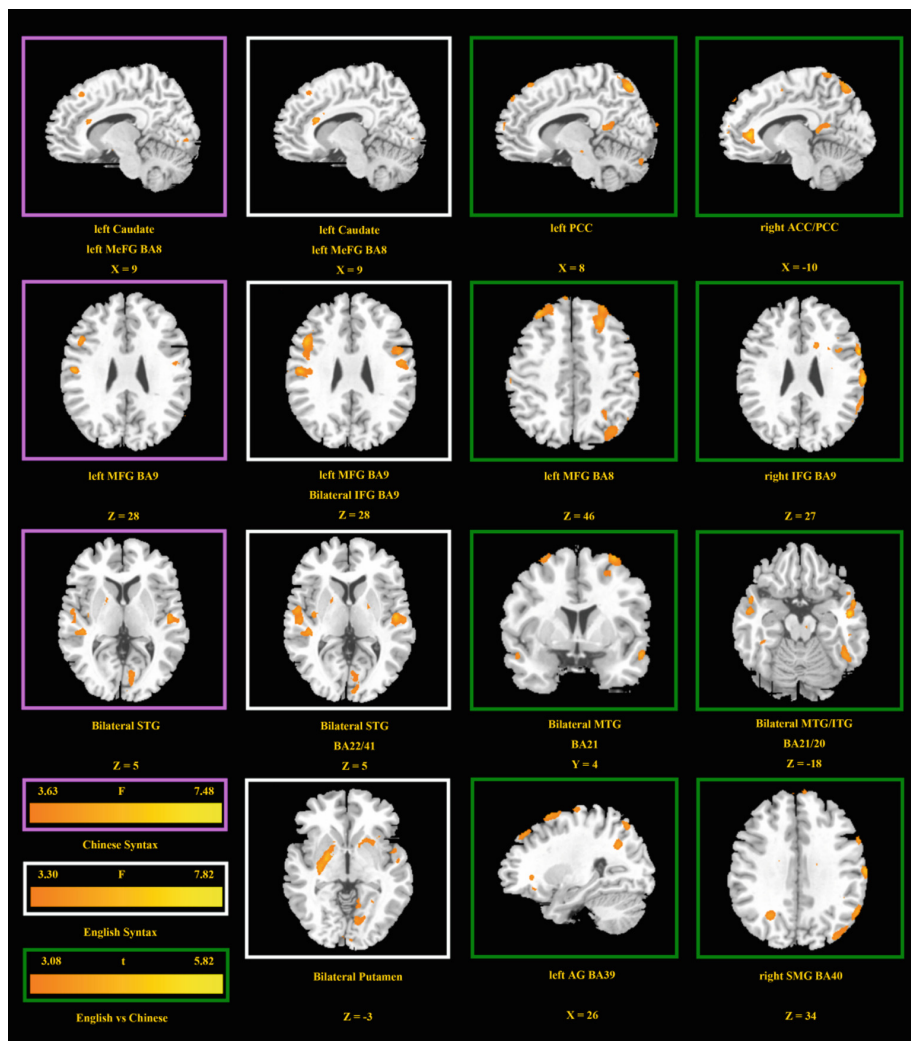 left Caudate
left MeFG BA8
X = 9
left Caudate
left MeFG BA8
X = 9
left PCC
X = 8
right ACC/PCC
X = -10
left MFG BA9
Z = 28
left MFG BA9
Bilateral IFG BA9
Z = 28
left MFG BA8
Z = 46
right IFG BA9
Z = 27
Bilateral STG
Z = 5
Bilateral STG
BA22/41
Z = 5
Bilateral MTG
BA21
Y = 4
Bilateral MTG/ITG
BA21/20
Z = -18
3.63 F 7.48
Chinese Syntax
3.30 F 7.82
English Syntax
3.08 t 5.82
English vs Chinese
Bilateral Putamen
Z = -3
left AG BA39
X = 26
right SMG BA40
Z = 34